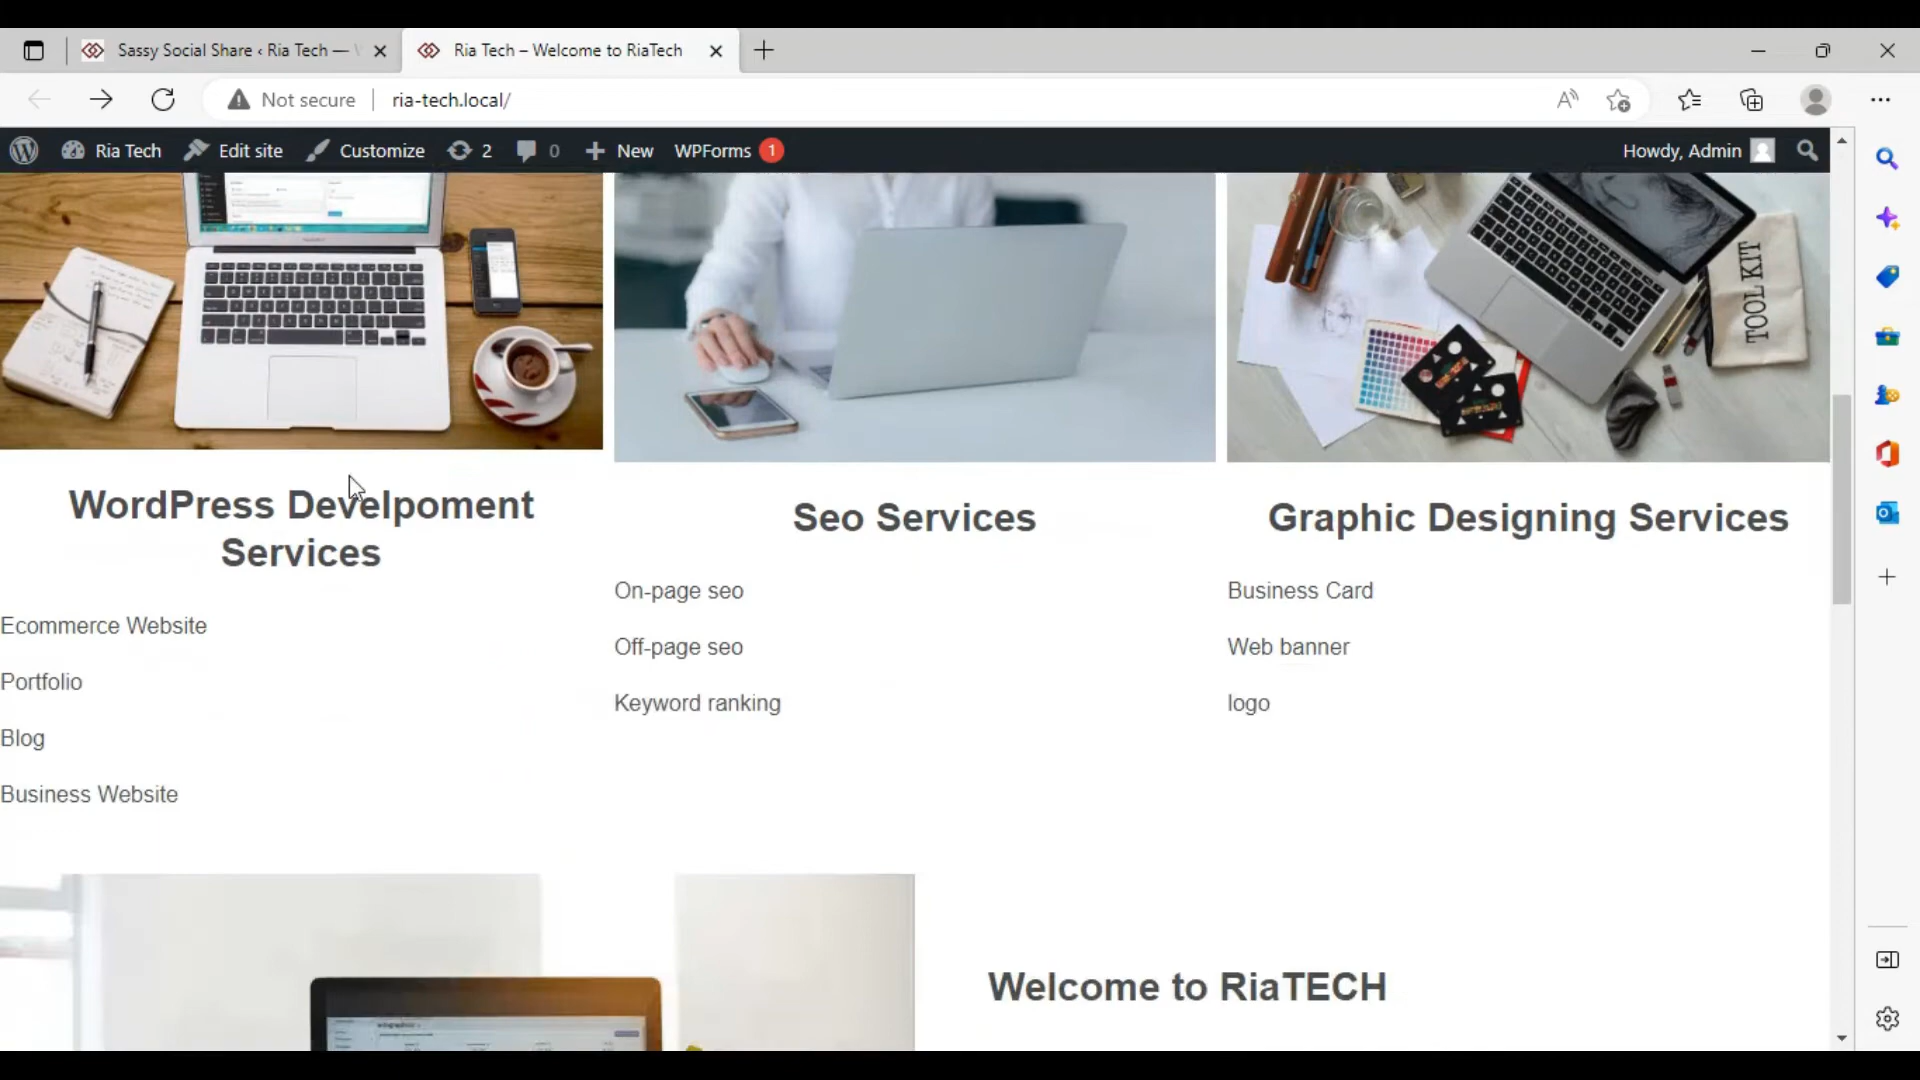 Sassy Social Share ‹ Ria Tech —
Ria Tech – Welcome to RiaTech
Not secure
ria-tech.local/
Ria Tech
Edit site
Customize
2
0
New
WPForms 1
Howdy, Admin
TOOL KIT
WordPress Develpoment
Services
Seo Services
Graphic Designing Services
Ecommerce Website
Portfolio
Blog
Business Website
On-page seo
Off-page seo
Keyword ranking
Business Card
Web banner
logo
Welcome to RiaTECH